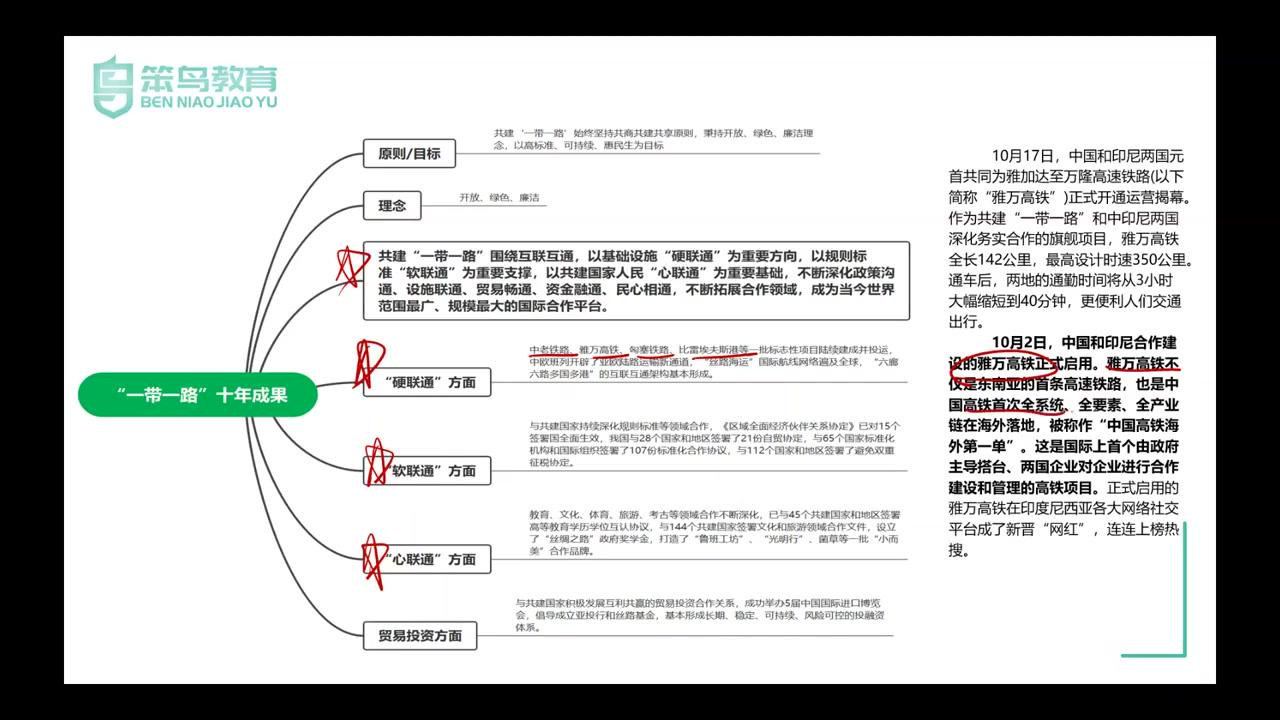 笨鸟教育
BEN NIAO JIAO YU
“一带一路”十年成果
原则/目标
共建‘一带一路’始终坚持共商共建共享原则，秉持开放、绿色、廉洁理
念，以高标准、可持续、惠民生为目标
理念
开放、绿色、廉洁
共建“一带一路”围绕互联互通，以基础设施“硬联通”为重要方向，以规则标
准“软联通”为重要支撑，以共建国家人民“心联通”为重要基础，不断深化政策沟
通、设施联通、贸易畅通、资金融通、民心相通，不断拓展合作领域，成为当今世界
范围最广、规模最大的国际合作平台。
“硬联通”方面
中老铁路、雅万高铁、匈塞铁路、比雷埃夫斯港等一批标志性项目陆续建成并投运，
中欧班列开辟了亚欧陆路运输新通道，“丝路海运”国际航线网络遍及全球，“六廊
六路多国多港”的互联互通架构基本形成。
“软联通”方面
与共建国家持续深化规则标准等领域合作，《区域全面经济伙伴关系协定》已对15个
签署国全面生效，我国与28个国家和地区签署了21份自贸协定，与65个国家标准化
机构和国际组织签署了107份标准化合作协议，与112个国家和地区签署了避免双重
征税协定。
“心联通”方面
教育、文化、体育、旅游、考古等领域合作不断深化，已与45个共建国家和地区签署
高等教育学历学位互认协议，与144个共建国家签署文化和旅游领域合作文件，设立
了“丝绸之路”政府奖学金，打造了“鲁班工坊”、“光明行”、菌草等一批“小而
美”合作品牌。
贸易投资方面
与共建国家积极发展互利共赢的贸易投资合作关系，成功举办5届中国国际进口博览
会，倡导成立亚投行和丝路基金，基本形成长期、稳定、可持续、风险可控的投融资
体系。
10月17日，中国和印尼两国元
首共同为雅加达至万隆高速铁路(以下
简称“雅万高铁”)正式开通运营揭幕。
作为共建“一带一路”和中印尼两国
深化务实合作的旗舰项目，雅万高铁
全长142公里，最高设计时速350公里。
通车后，两地的通勤时间将从3小时
大幅缩短到40分钟，更便利人们交通
出行。
10月2日，中国和印尼合作建
设的雅万高铁正式启用。雅万高铁不
仅是东南亚的首条高速铁路，也是中
国高铁首次全系统、全要素、全产业
链在海外落地，被称作“中国高铁海
外第一单”。这是国际上首个由政府
主导搭台、两国企业对企业进行合作
建设和管理的高铁项目。正式启用的
雅万高铁在印度尼西亚各大网络社交
平台成了新晋“网红”，连连上榜热
搜。